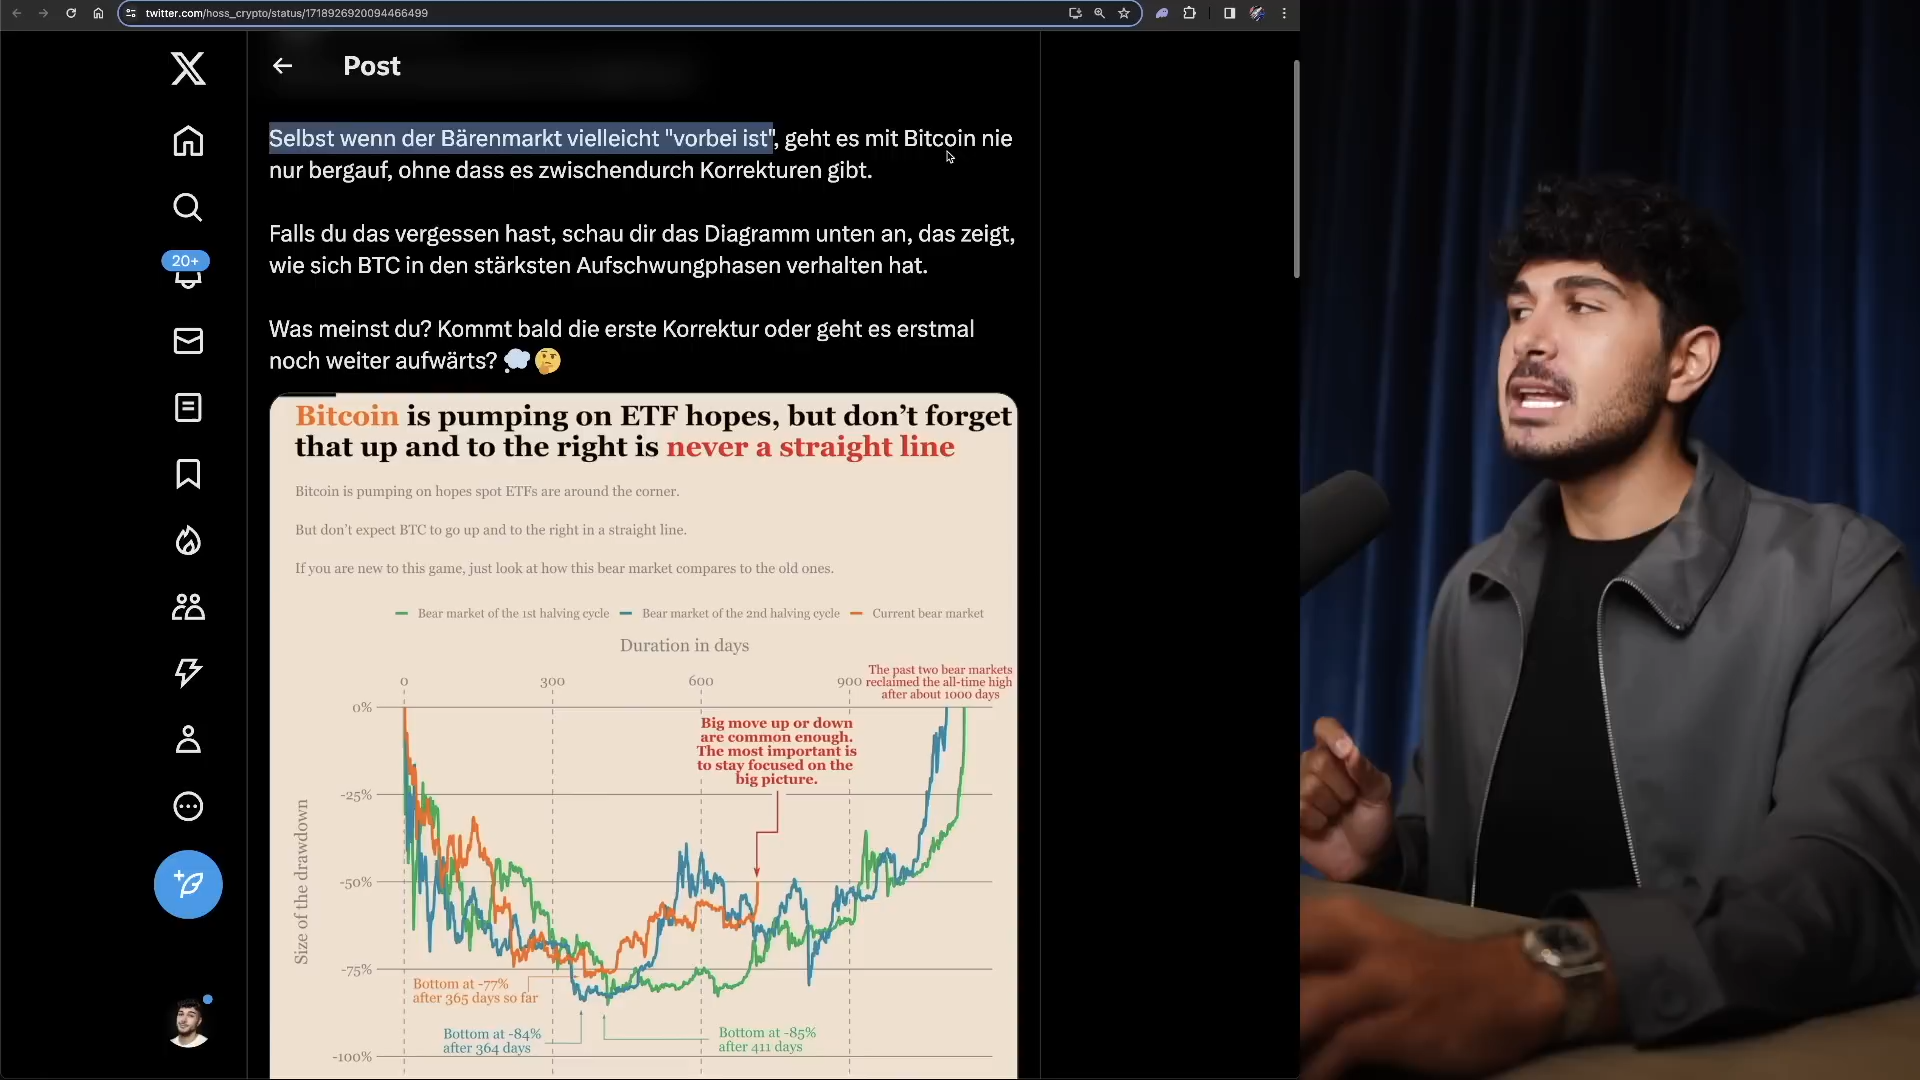 twitter.com/hoss_crypto/status/1718926920094466499
Post
20+
Selbst wenn der Bärenmarkt vielleicht "vorbei ist", geht es mit Bitcoin nie
nur bergauf, ohne dass es zwischendurch Korrekturen gibt.
Falls du das vergessen hast, schau dir das Diagramm unten an, das zeigt,
wie sich BTC in den stärksten Aufschwungphasen verhalten hat.
Was meinst du? Kommt bald die erste Korrektur oder geht es erstmal
noch weiter aufwärts? 💭🤔
Bitcoin is pumping on ETF hopes, but don’t forget
that up and to the right is never a straight line
Bitcoin is pumping on hopes spot ETFs are around the corner.
But don’t expect BTC to go up and to the right in a straight line.
If you are new to this game, just look at how this bear market compares to the old ones.
Bear market of the 1st halving cycle
Bear market of the 2nd halving cycle
Current bear market
Duration in days
0
300
600
900
The past two bear markets
reclaimed the all-time high
after about 1000 days
Size of the drawdown
0%
-25%
-50%
-75%
-100%
Big move up or down
are common enough.
The most important is
to stay focused on the
big picture.
Bottom at -77%
after 365 days so far
Bottom at -84%
after 364 days
Bottom at -85%
after 411 days